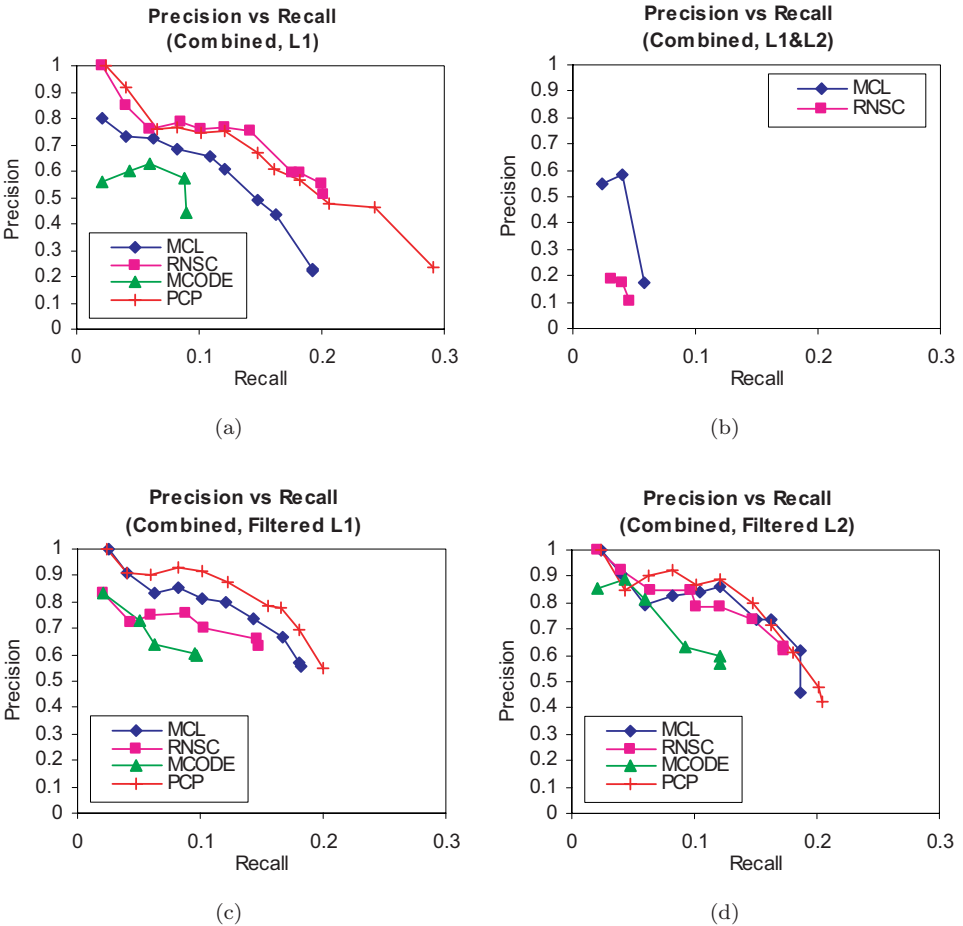 Precision vs Recall
(Combined, L1)
1
0.9
0.8
0.7
0.6
0.5
0.4
0.3
0.2
0.1
0
Precision
MCL
RNSC
MCODE
PCP
0
0.1
0.2
0.3
Recall
(a)
Precision vs Recall
(Combined, L1&L2)
1
0.9
0.8
0.7
0.6
0.5
0.4
0.3
0.2
0.1
0
Precision
MCL
RNSC
0
0.1
0.2
0.3
Recall
(b)
Precision vs Recall
(Combined, Filtered L1)
1
0.9
0.8
0.7
0.6
0.5
0.4
0.3
0.2
0.1
0
Precision
MCL
RNSC
MCODE
PCP
0
0.1
0.2
0.3
Recall
(c)
Precision vs Recall
(Combined, Filtered L2)
1
0.9
0.8
0.7
0.6
0.5
0.4
0.3
0.2
0.1
0
Precision
MCL
RNSC
MCODE
PCP
0
0.1
0.2
0.3
Recall
(d)